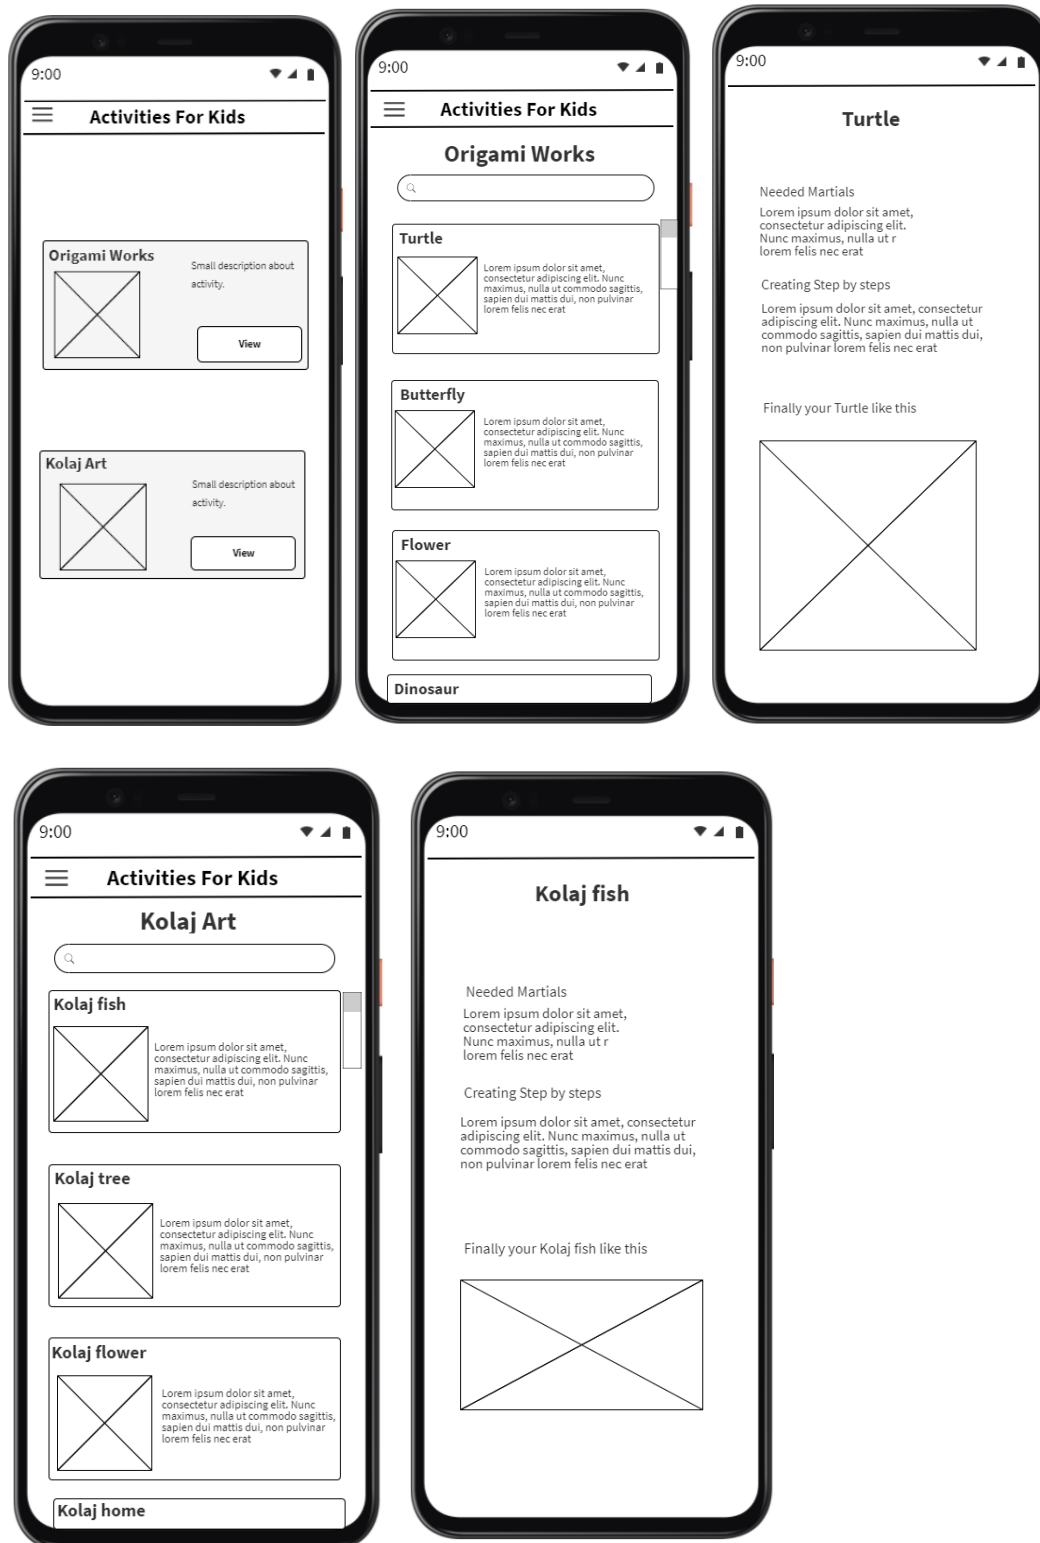 9:00
Activities For Kids
Origami Works
Small description about
activity.
View
Kolaj Art
Small description about
activity.
View
9:00
Activities For Kids
Origami Works
Turtle
Lorem ipsum dolor sit amet,
consectetur adipiscing elit. Nunc
maximus, nulla ut commodo sagittis,
sapien dui mattis dui, non pulvinar
lorem felis nec erat
Butterfly
Lorem ipsum dolor sit amet,
consectetur adipiscing elit. Nunc
maximus, nulla ut commodo sagittis,
sapien dui mattis dui, non pulvinar
lorem felis nec erat
Flower
Lorem ipsum dolor sit amet,
consectetur adipiscing elit. Nunc
maximus, nulla ut commodo sagittis,
sapien dui mattis dui, non pulvinar
lorem felis nec erat
Dinosaur
9:00
Turtle
Needed Martials
Lorem ipsum dolor sit amet,
consectetur adipiscing elit.
Nunc maximus, nulla ut r
lorem felis nec erat
Creating Step by steps
Lorem ipsum dolor sit amet, consectetur
adipiscing elit. Nunc maximus, nulla ut
commodo sagittis, sapien dui mattis dui,
non pulvinar lorem felis nec erat
Finally your Turtle like this
9:00
Activities For Kids
Kolaj Art
Kolaj fish
Lorem ipsum dolor sit amet,
consectetur adipiscing elit. Nunc
maximus, nulla ut commodo sagittis,
sapien dui mattis dui, non pulvinar
lorem felis nec erat
Kolaj tree
Lorem ipsum dolor sit amet,
consectetur adipiscing elit. Nunc
maximus, nulla ut commodo sagittis,
sapien dui mattis dui, non pulvinar
lorem felis nec erat
Kolaj flower
Lorem ipsum dolor sit amet,
consectetur adipiscing elit. Nunc
maximus, nulla ut commodo sagittis,
sapien dui mattis dui, non pulvinar
lorem felis nec erat
Kolaj home
9:00
Kolaj fish
Needed Martials
Lorem ipsum dolor sit amet,
consectetur adipiscing elit.
Nunc maximus, nulla ut r
lorem felis nec erat
Creating Step by steps
Lorem ipsum dolor sit amet, consectetur
adipiscing elit. Nunc maximus, nulla ut
commodo sagittis, sapien dui mattis dui,
non pulvinar lorem felis nec erat
Finally your Kolaj fish like this